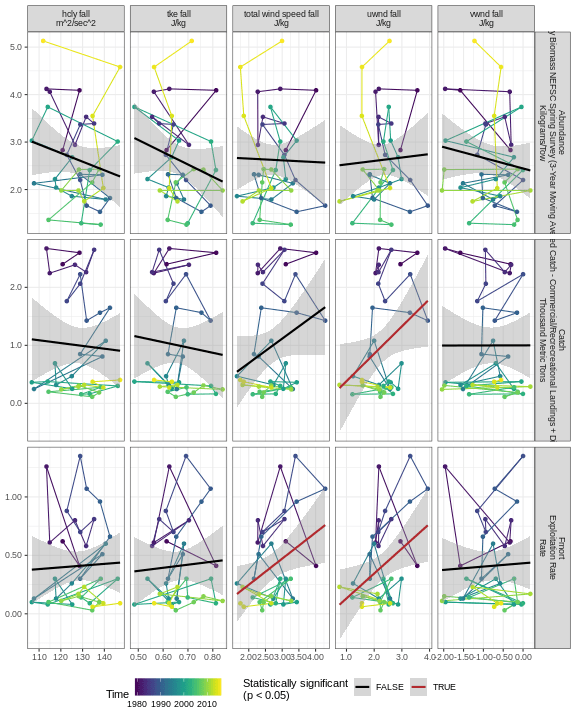 hcly fall
m^2/sec^2
tke fall
J/kg
total wind speed fall
J/kg
uwnd fall
J/kg
vwnd fall
J/kg
5.0
4.0
3.0
2.0
Abundance
y Biomass NEFSC Spring Survey
Kilograms/Tow
2.0
1.0
0.0
Catch
Catch - Commercial/Recreational Landings + D
Thousand Metric Tons
1.00
0.50
0.00
Fmort
Exploitation Rate
Rate
110 120 130 140
0.50 0.60 0.70 0.80
2.00 2.50 3.00 3.50 4.00
1.0 2.0 3.0 4.0
-2.00 -1.50 -1.00 -0.50 0.00
Time
1980 1990 2000 2010
Statistically significant
(p < 0.05)
FALSE
TRUE